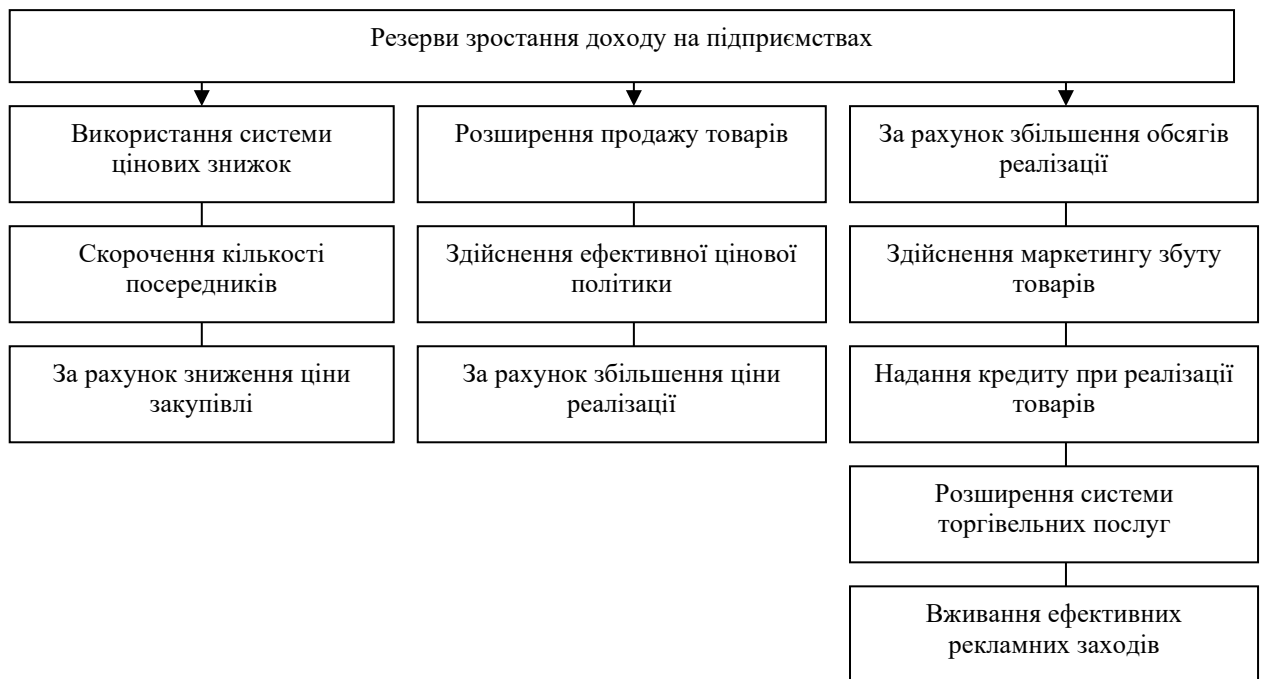 Резерви зростання доходу на підприємствах
Використання системи
цінових знижок
Скорочення кількості
посередників
За рахунок зниження ціни
закупівлі
Розширення продажу товарів
Здійснення ефективної цінової
політики
За рахунок збільшення ціни
реалізації
За рахунок збільшення обсягів
реалізації
Здійснення маркетингу збуту
товарів
Надання кредиту при реалізації
товарів
Розширення системи
торгівельних послуг
Вживання ефективних
рекламних заходів